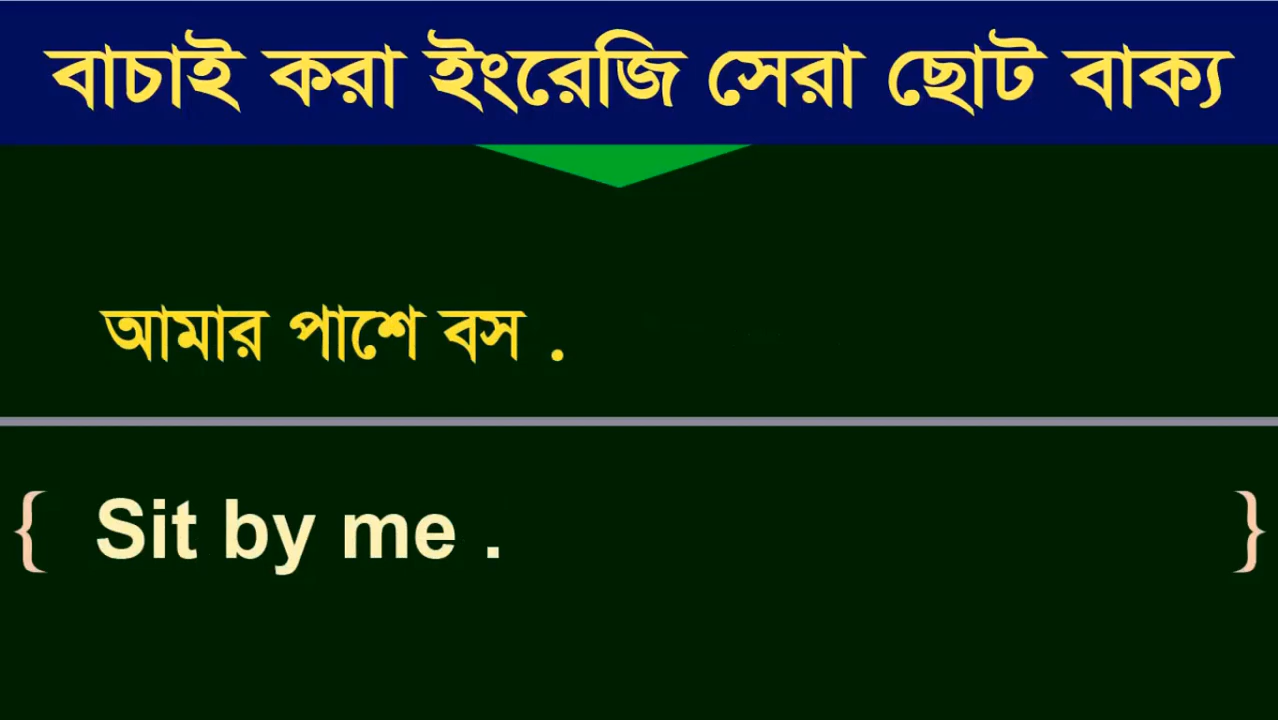 বাচাই করা ইংরেজি সেরা ছোট বাক্য
আমার পাশে বস .
{ Sit by me . }